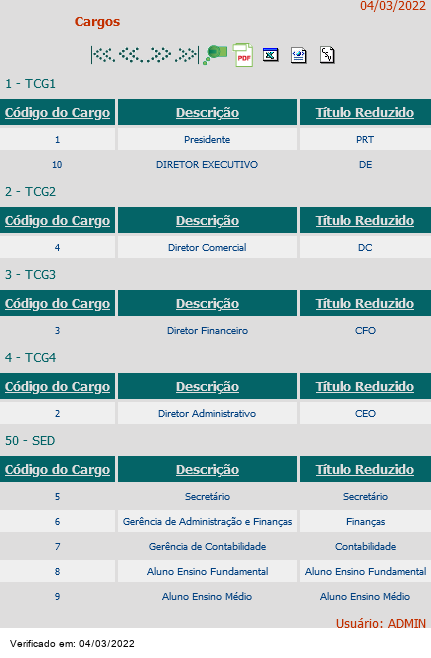 04/03/2022
Cargos
PDF
1 - TCG1
Código do Cargo Descrição Título Reduzido
1 Presidente PRT
10 DIRETOR EXECUTIVO DE
2 - TCG2
Código do Cargo Descrição Título Reduzido
4 Diretor Comercial DC
3 - TCG3
Código do Cargo Descrição Título Reduzido
3 Diretor Financeiro CFO
4 - TCG4
Código do Cargo Descrição Título Reduzido
2 Diretor Administrativo CEO
50 - SED
Código do Cargo Descrição Título Reduzido
5 Secretário Secretário
6 Gerência de Administração e Finanças Finanças
7 Gerência de Contabilidade Contabilidade
8 Aluno Ensino Fundamental Aluno Ensino Fundamental
9 Aluno Ensino Médio Aluno Ensino Médio
Usuário: ADMIN
Verificado em: 04/03/2022